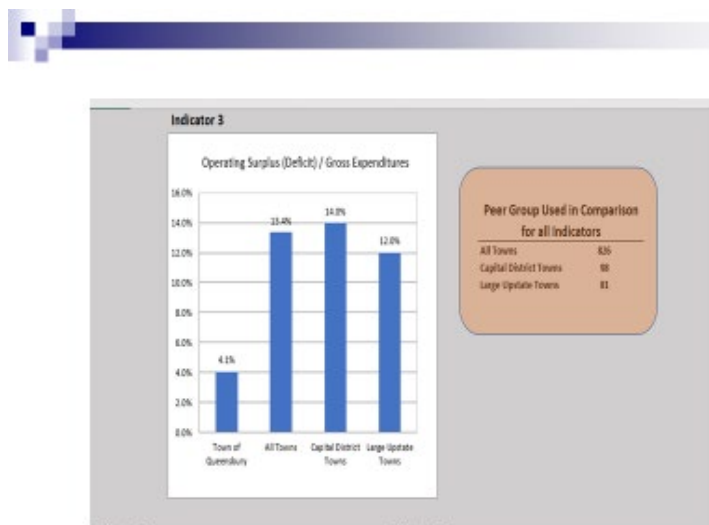 Indicator 3
Operating Surplus (Deficit) / Gross Expenditures
16.0%
14.0%
12.0%
10.0%
8.0%
6.0%
4.0%
2.0%
0.0%
4.1%
13.4%
14.0%
12.0%
Town of
Queensbury
All Towns
Capital District
Towns
Large Upstate
Towns
Peer Group Used in Comparison
for all Indicators
All Towns 826
Capital District Towns
Large Upstate Towns 81